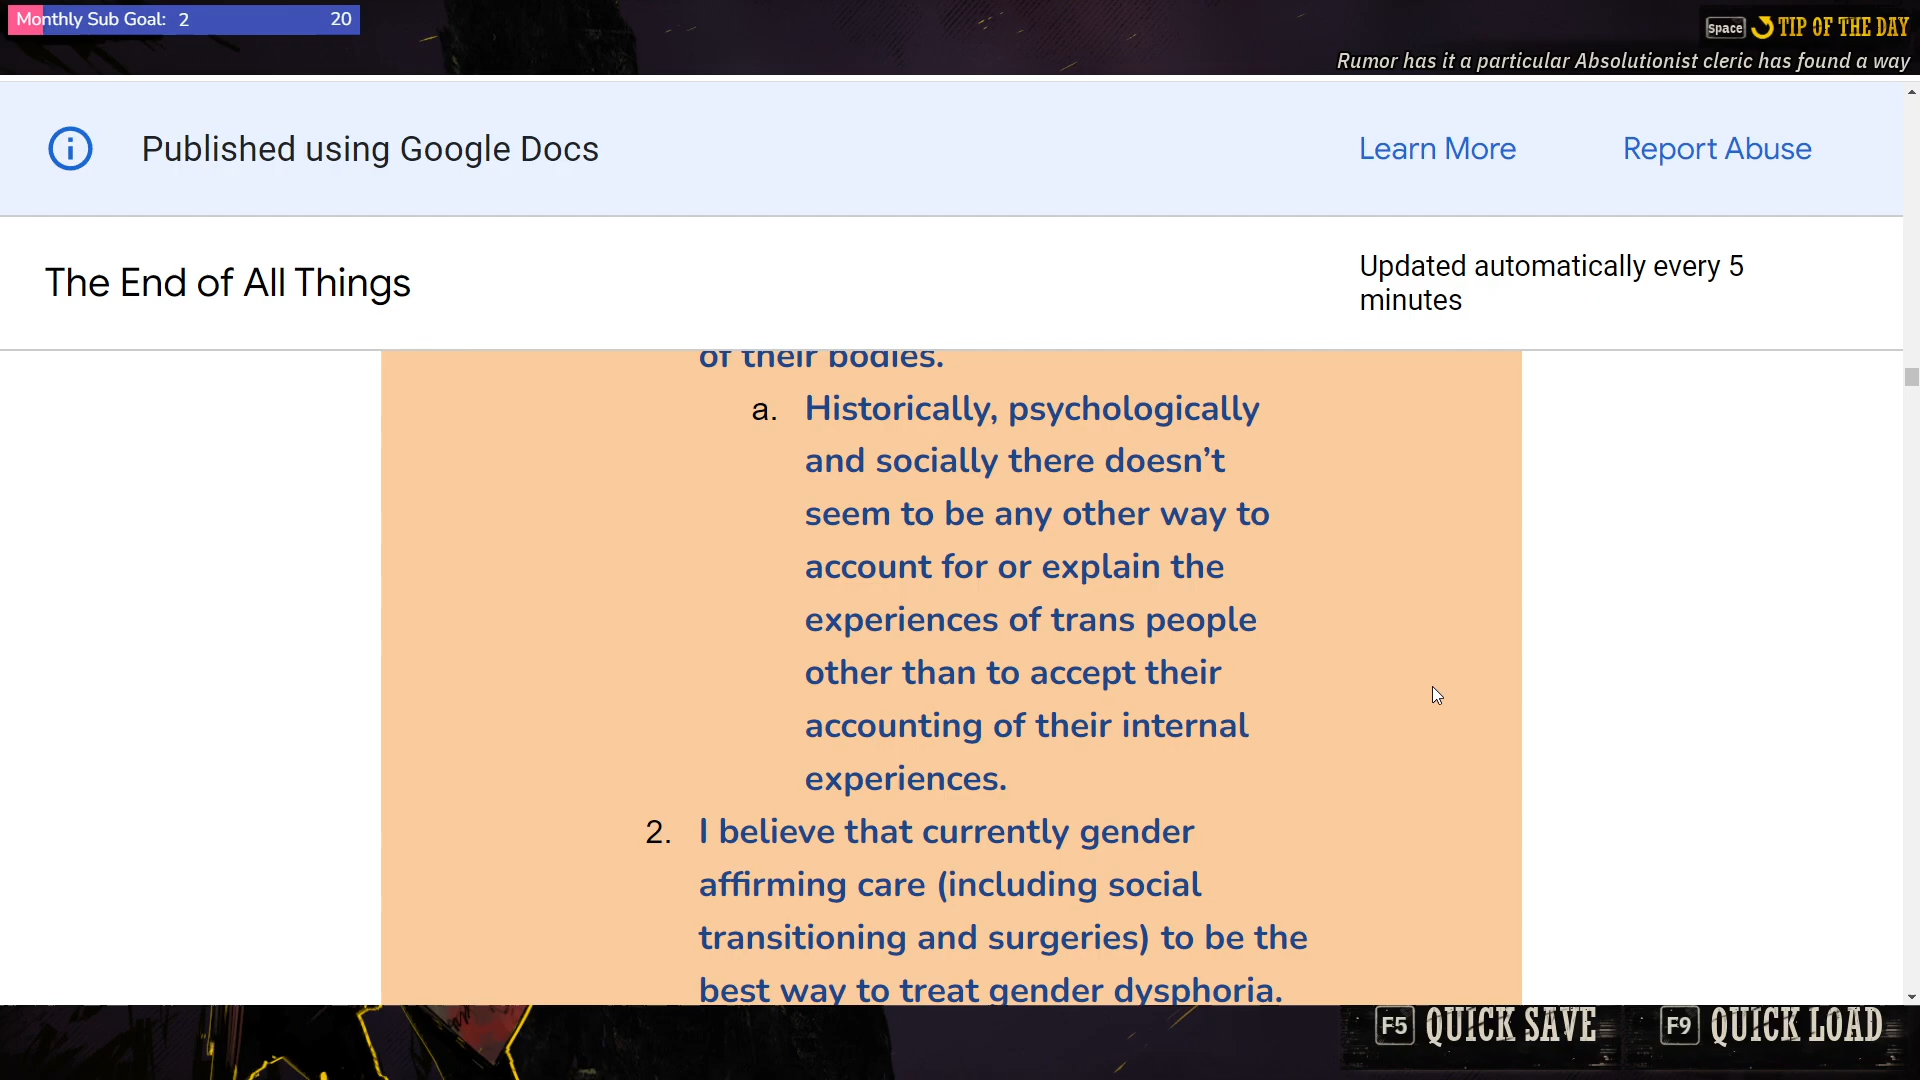 Monthly Sub Goal: 2 20
Space TIP OF THE DAY
Rumor has it a particular Absolutionist cleric has found a way
Published using Google Docs
Learn More
Report Abuse
The End of All Things
Updated automatically every 5
minutes
of their bodies.
a. Historically, psychologically
and socially there doesn’t
seem to be any other way to
account for or explain the
experiences of trans people
other than to accept their
accounting of their internal
experiences.
2. I believe that currently gender
affirming care (including social
transitioning and surgeries) to be the
best way to treat gender dysphoria.
F5 QUICK SAVE
F9 QUICK LOAD